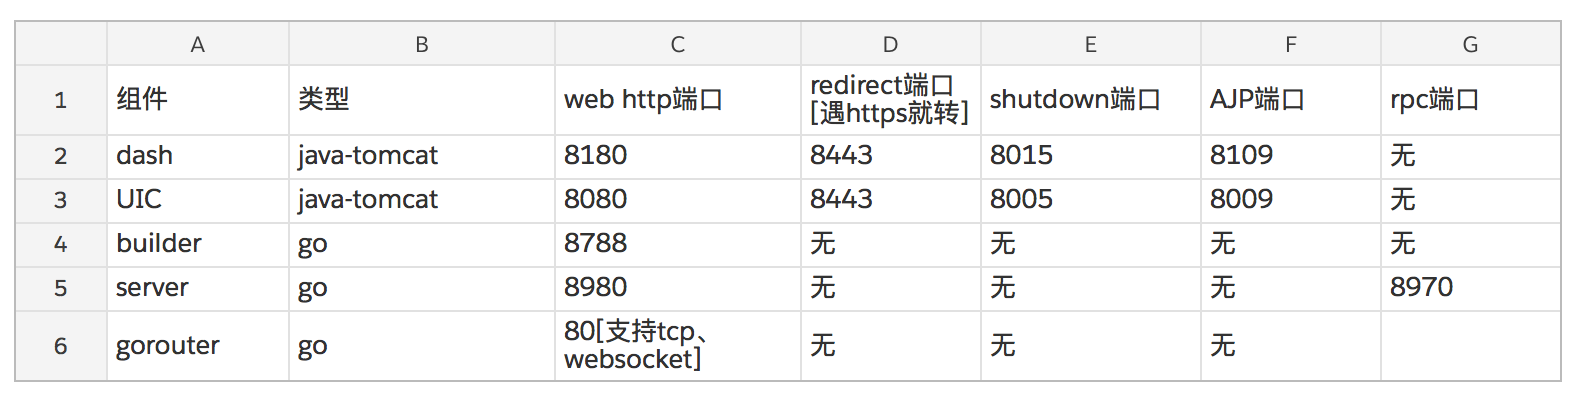 A B C D E F G
1 组件 类型 web http端口 redirect端口 shutdown端口 AJP端口 rpc端口
[遇https就转]
2 dash java-tomcat 8180 8443 8015 8109 无
3 UIC java-tomcat 8080 8443 8005 8009 无
4 builder go 8788 无 无 无 无
5 server go 8980 无 无 无 8970
6 gorouter go 80[支持tcp、 无 无 无
websocket]